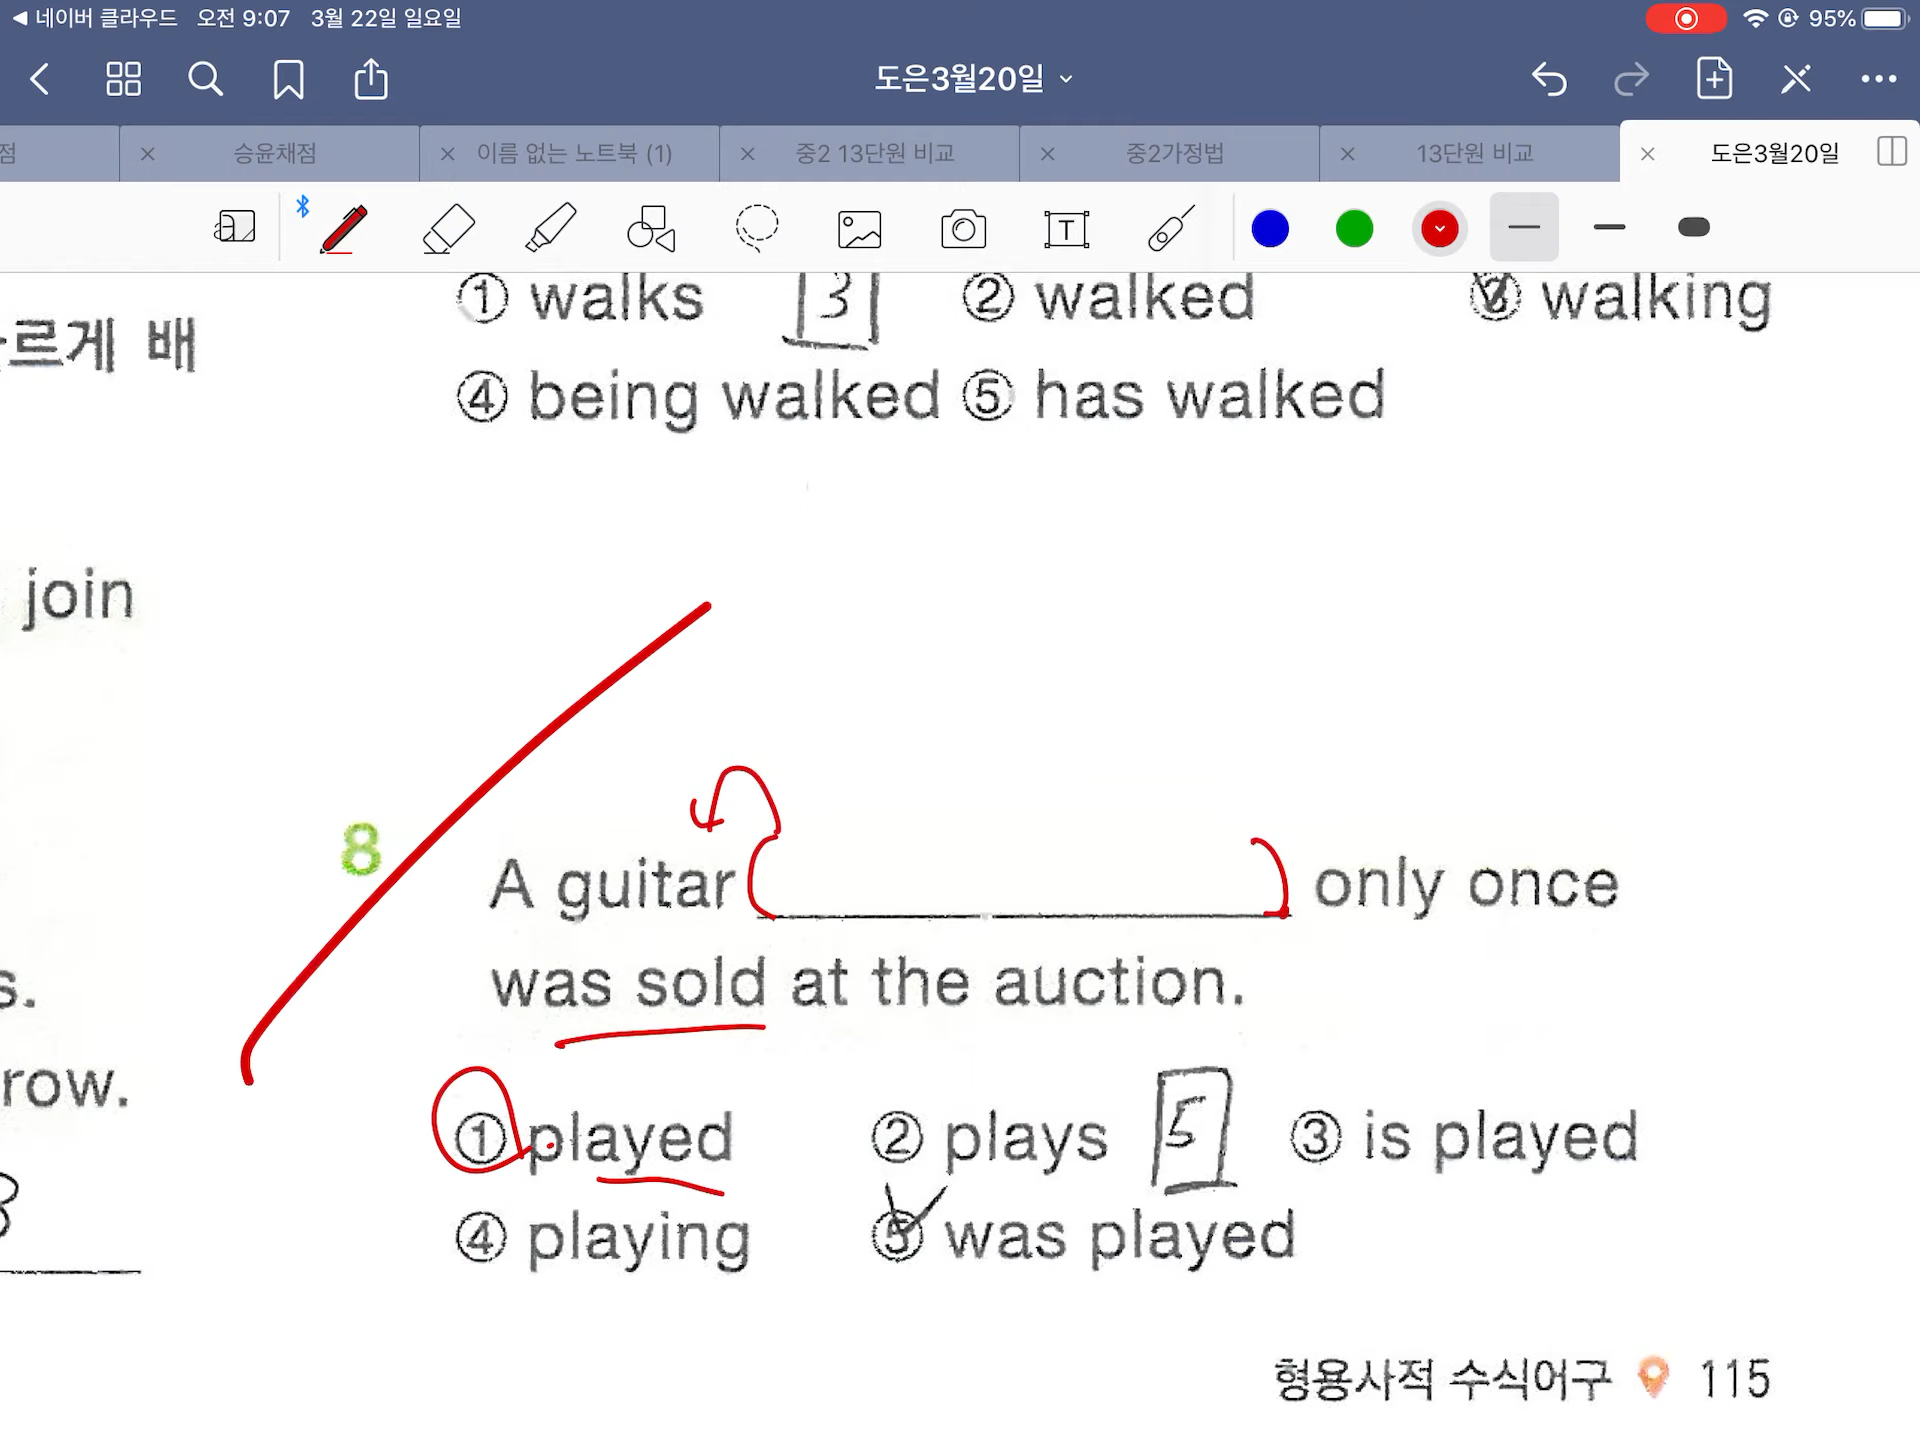 ◀ 네이버 클라우드 오전 9:07 3월 22일 일요일 95%
도은3월20일
점 승윤채점 이름 없는 노트북 (1) 중2 13단원 비교 중2가정법 13단원 비교 도은3월20일
① walks 3 ② walked ③ walking
르게 배
④ being walked ⑤ has walked
join
8 A guitar ( ) only once
was sold at the auction.
s.
row.
① played ② plays 5 ③ is played
④ playing ⑤ was played
형용사적 수식어구 115